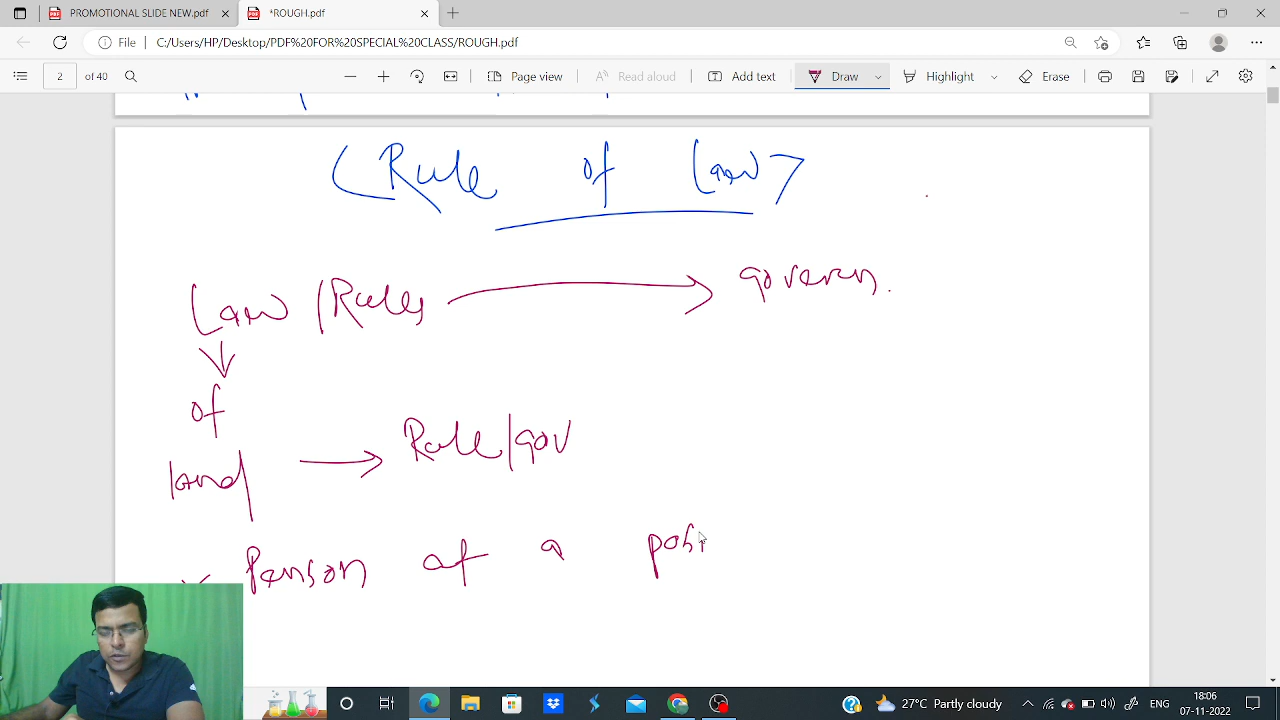 PROMOTIONAL SLIDE NEW.pdf
*ROUGH.pdf
File C:/Users/HP/Desktop/PDF%20FOR%20SPECIAL%20CLASS/ROUGH.pdf
2 of 40 Page view Read aloud Add text Draw Highlight Erase
Rule of Law
Law / Rules govern.
of
land Rule / gov
Person at a
27°C Partly cloudy ENG 18:06
07-11-2022